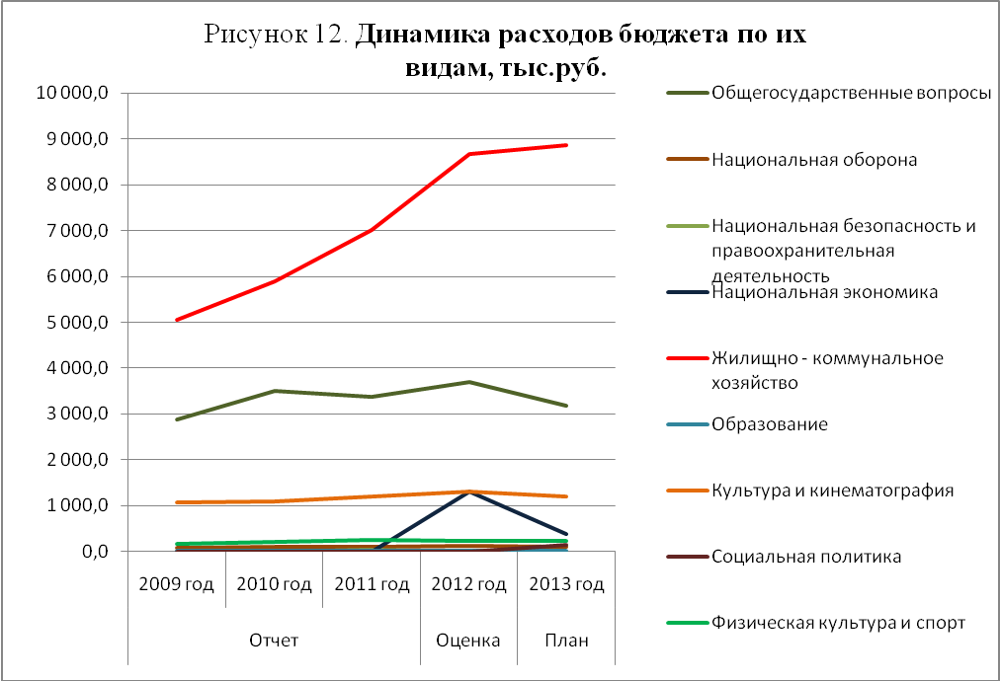 Рисунок 12. Динамика расходов бюджета по их
видам, тыс.руб.
10 000,0
9 000,0
8 000,0
7 000,0
6 000,0
5 000,0
4 000,0
3 000,0
2 000,0
1 000,0
0,0
2009 год 2010 год 2011 год 2012 год 2013 год
Отчет Оценка План
Общегосударственные вопросы
Национальная оборона
Национальная безопасность и
правоохранительная
деятельность
Национальная экономика
Жилищно - коммунальное
хозяйство
Образование
Культура и кинематография
Социальная политика
Физическая культура и спорт